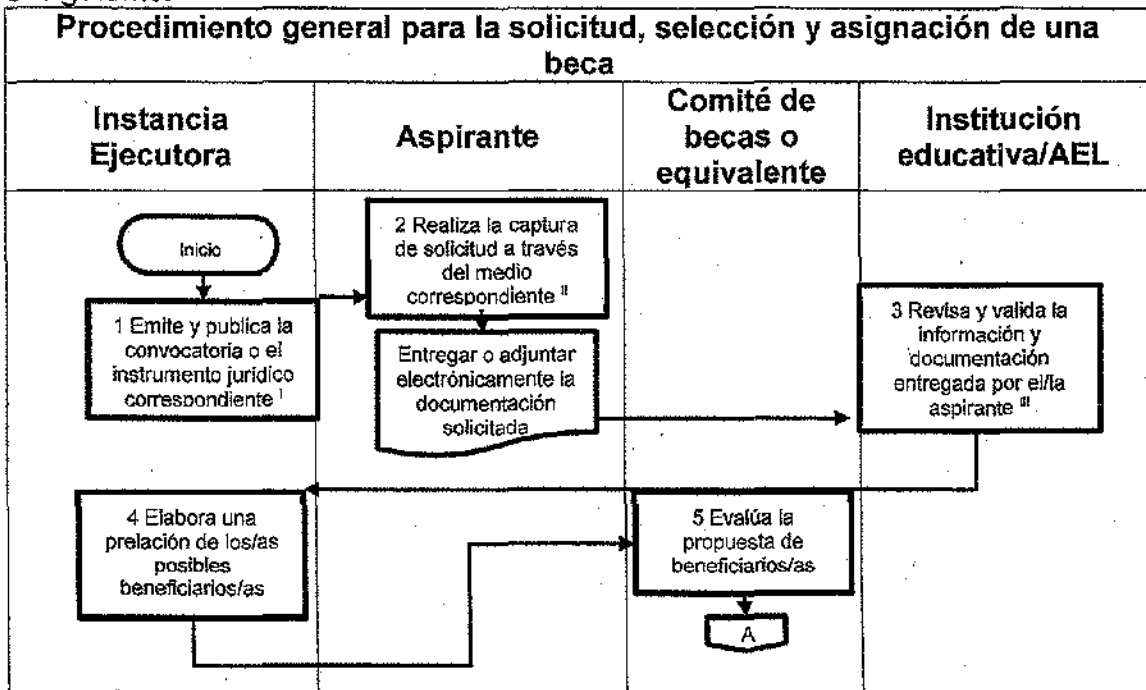 Procedimiento general para la solicitud, selección y asignación de una
beca
Instancia
Ejecutora
Aspirante
Comité de
becas o
equivalente
Institución
educativa/AEL
Inicio
1 Emite y publica la
convocatoria o el
instrumento jurídico
correspondiente I
2 Realiza la captura
de solicitud a través
del medio
correspondiente II
Entregar o adjuntar
electrónicamente la
documentación
solicitada
3 Revisa y valida la
información y
documentación
entregada por el/la
aspirante III
4 Elabora una
prelación de los/as
posibles
beneficiarios/as
5 Evalúa la
propuesta de
beneficiarios/as
A